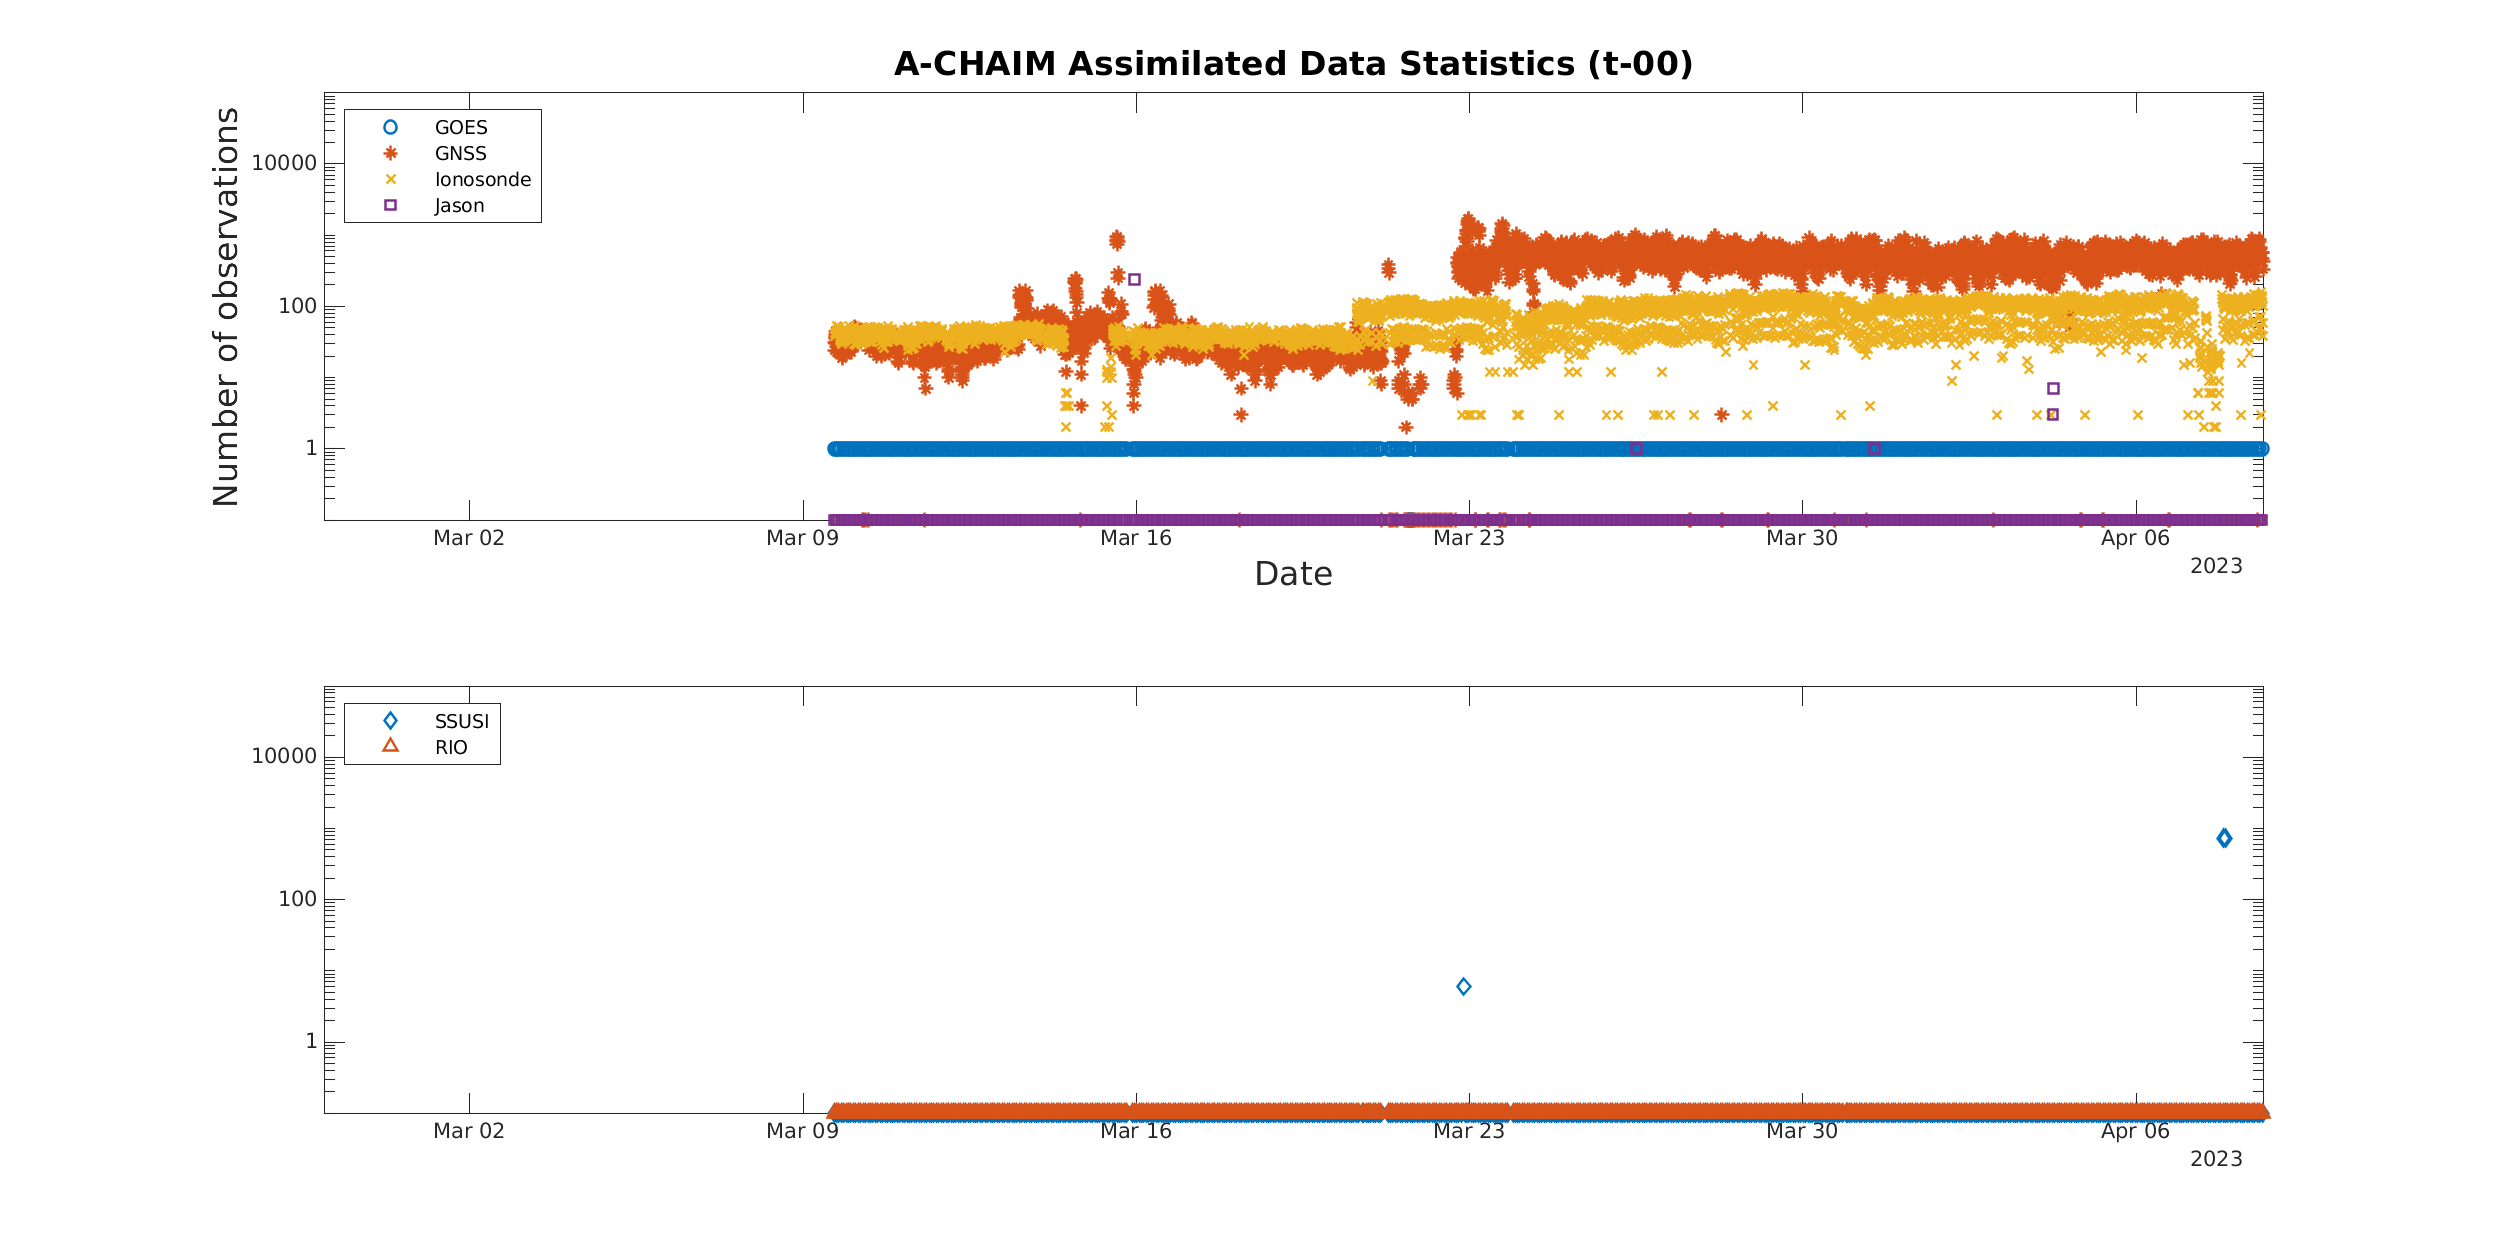 A-CHAIM Assimilated Data Statistics (t-00)
Number of observations
GOES
GNSS
Ionosonde
Jason
10000
100
1
Mar 02 Mar 09 Mar 16 Mar 23 Mar 30 Apr 06
2023
Date
SSUSI
RIO
10000
100
1
Mar 02 Mar 09 Mar 16 Mar 23 Mar 30 Apr 06
2023